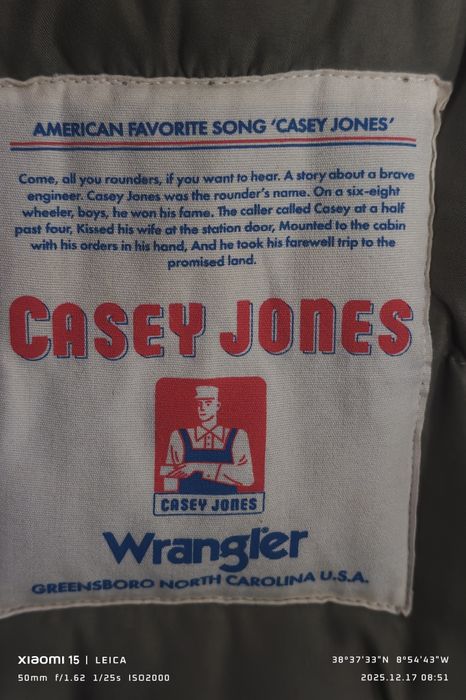 AMERICAN FAVORITE SONG 'CASEY JONES'
Come, all you rounders, if you want to hear. A story about a brave
engineer. Casey Jones was the rounder's name. On a six-eight
wheeler, boys, he won his fame. The caller called Casey at a half
past four, Kissed his wife at the station door, Mounted to the cabin
with his orders in his hand, And he took his farewell trip to the
promised land.
CASEY JONES
CASEY JONES
Wrangler
GREENSBORO NORTH CAROLINA U.S.A.
XIAOMI 15 | LEICA
38°37'33"N 8°54'43"W
50mm f/1.62 1/25s ISO2000
2025.12.17 08:51